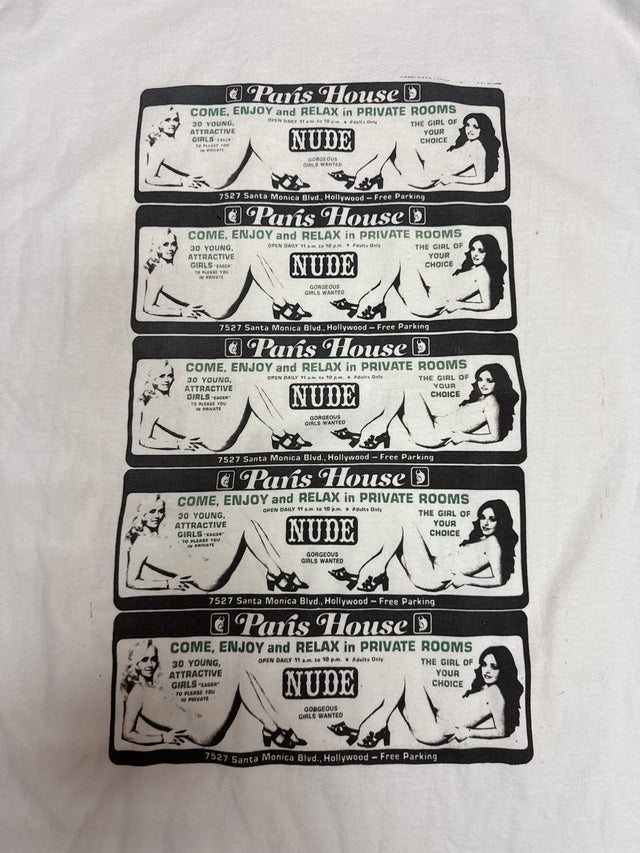 Paris House
COME, ENJOY and RELAX in PRIVATE ROOMS
OPEN DAILY 11 a.m. to 10 p.m. • Adults Only
30 YOUNG,
ATTRACTIVE
GIRLS "EAGER"
TO PLEASE YOU
IN PRIVATE
NUDE
GORGEOUS
GIRLS WANTED
THE GIRL OF
YOUR
CHOICE
7527 Santa Monica Blvd., Hollywood — Free Parking
Paris House
COME, ENJOY and RELAX in PRIVATE ROOMS
OPEN DAILY 11 a.m. to 10 p.m. • Adults Only
30 YOUNG,
ATTRACTIVE
GIRLS "EAGER"
TO PLEASE YOU
IN PRIVATE
NUDE
GORGEOUS
GIRLS WANTED
THE GIRL OF
YOUR
CHOICE
7527 Santa Monica Blvd., Hollywood — Free Parking
Paris House
COME, ENJOY and RELAX in PRIVATE ROOMS
OPEN DAILY 11 a.m. to 10 p.m. • Adults Only
30 YOUNG,
ATTRACTIVE
GIRLS "EAGER"
TO PLEASE YOU
IN PRIVATE
NUDE
GORGEOUS
GIRLS WANTED
THE GIRL OF
YOUR
CHOICE
7527 Santa Monica Blvd., Hollywood — Free Parking
Paris House
COME, ENJOY and RELAX in PRIVATE ROOMS
OPEN DAILY 11 a.m. to 10 p.m. • Adults Only
30 YOUNG,
ATTRACTIVE
GIRLS "EAGER"
TO PLEASE YOU
IN PRIVATE
NUDE
GORGEOUS
GIRLS WANTED
THE GIRL OF
YOUR
CHOICE
7527 Santa Monica Blvd., Hollywood — Free Parking
Paris House
COME, ENJOY and RELAX in PRIVATE ROOMS
OPEN DAILY 11 a.m. to 10 p.m. • Adults Only
30 YOUNG,
ATTRACTIVE
GIRLS "EAGER"
TO PLEASE YOU
IN PRIVATE
NUDE
GORGEOUS
GIRLS WANTED
THE GIRL OF
YOUR
CHOICE
7527 Santa Monica Blvd., Hollywood — Free Parking